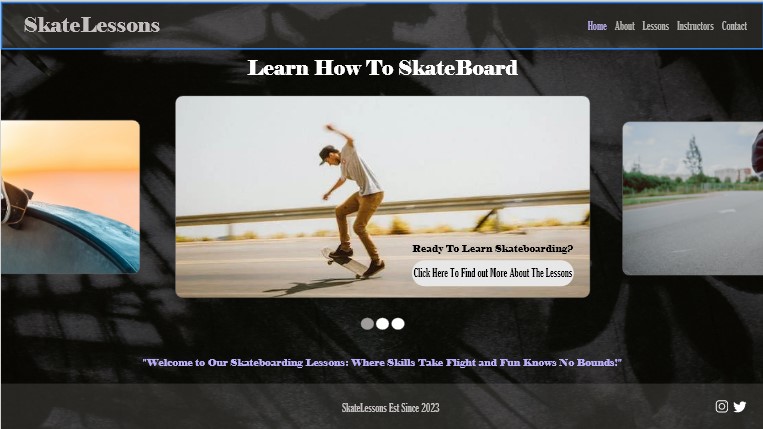 SkateLessons
Home About Lessons Instructors Contact
Learn How To SkateBoard
Ready To Learn Skateboarding?
Click Here To Find out More About The Lessons
"Welcome to Our Skateboarding Lessons: Where Skills Take Flight and Fun Knows No Bounds!"
SkateLessons Est Since 2023